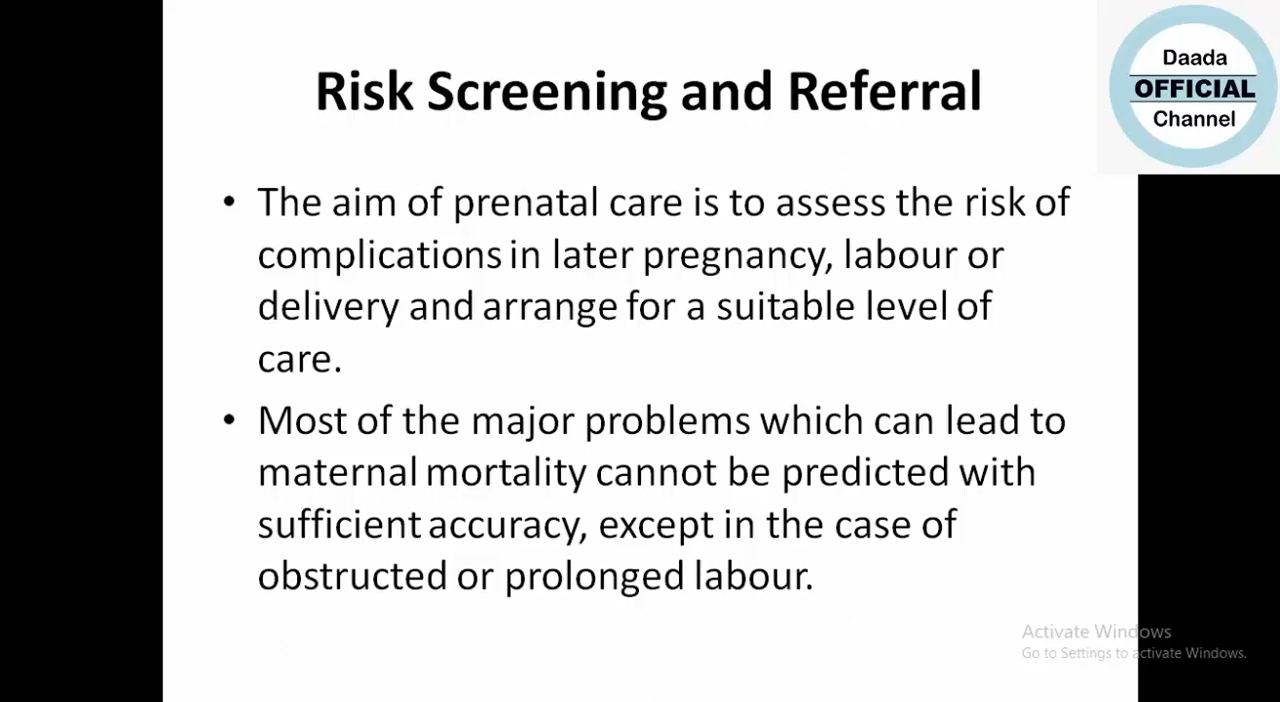 Risk Screening and Referral
Daada
OFFICIAL
Channel
• The aim of prenatal care is to assess the risk of
complications in later pregnancy, labour or
delivery and arrange for a suitable level of
care.
• Most of the major problems which can lead to
maternal mortality cannot be predicted with
sufficient accuracy, except in the case of
obstructed or prolonged labour.
Activate Windows
Go to Settings to activate Windows.